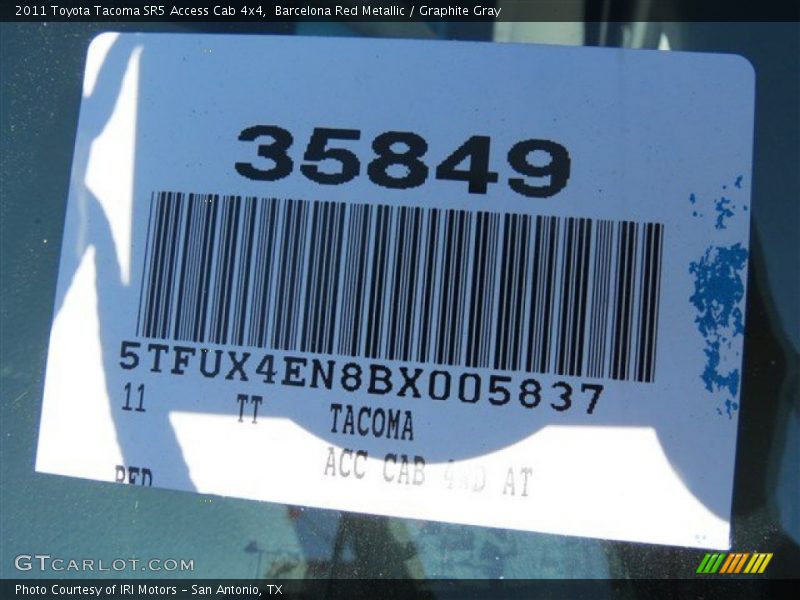 2011 Toyota Tacoma SR5 Access Cab 4x4, Barcelona Red Metallic / Graphite Gray
35849
5TFUX4EN8BX005837
11 TT TACOMA
ACC CAB 4WD AT
RED
GTCARLOT.COM
Photo Courtesy of IRI Motors – San Antonio, TX